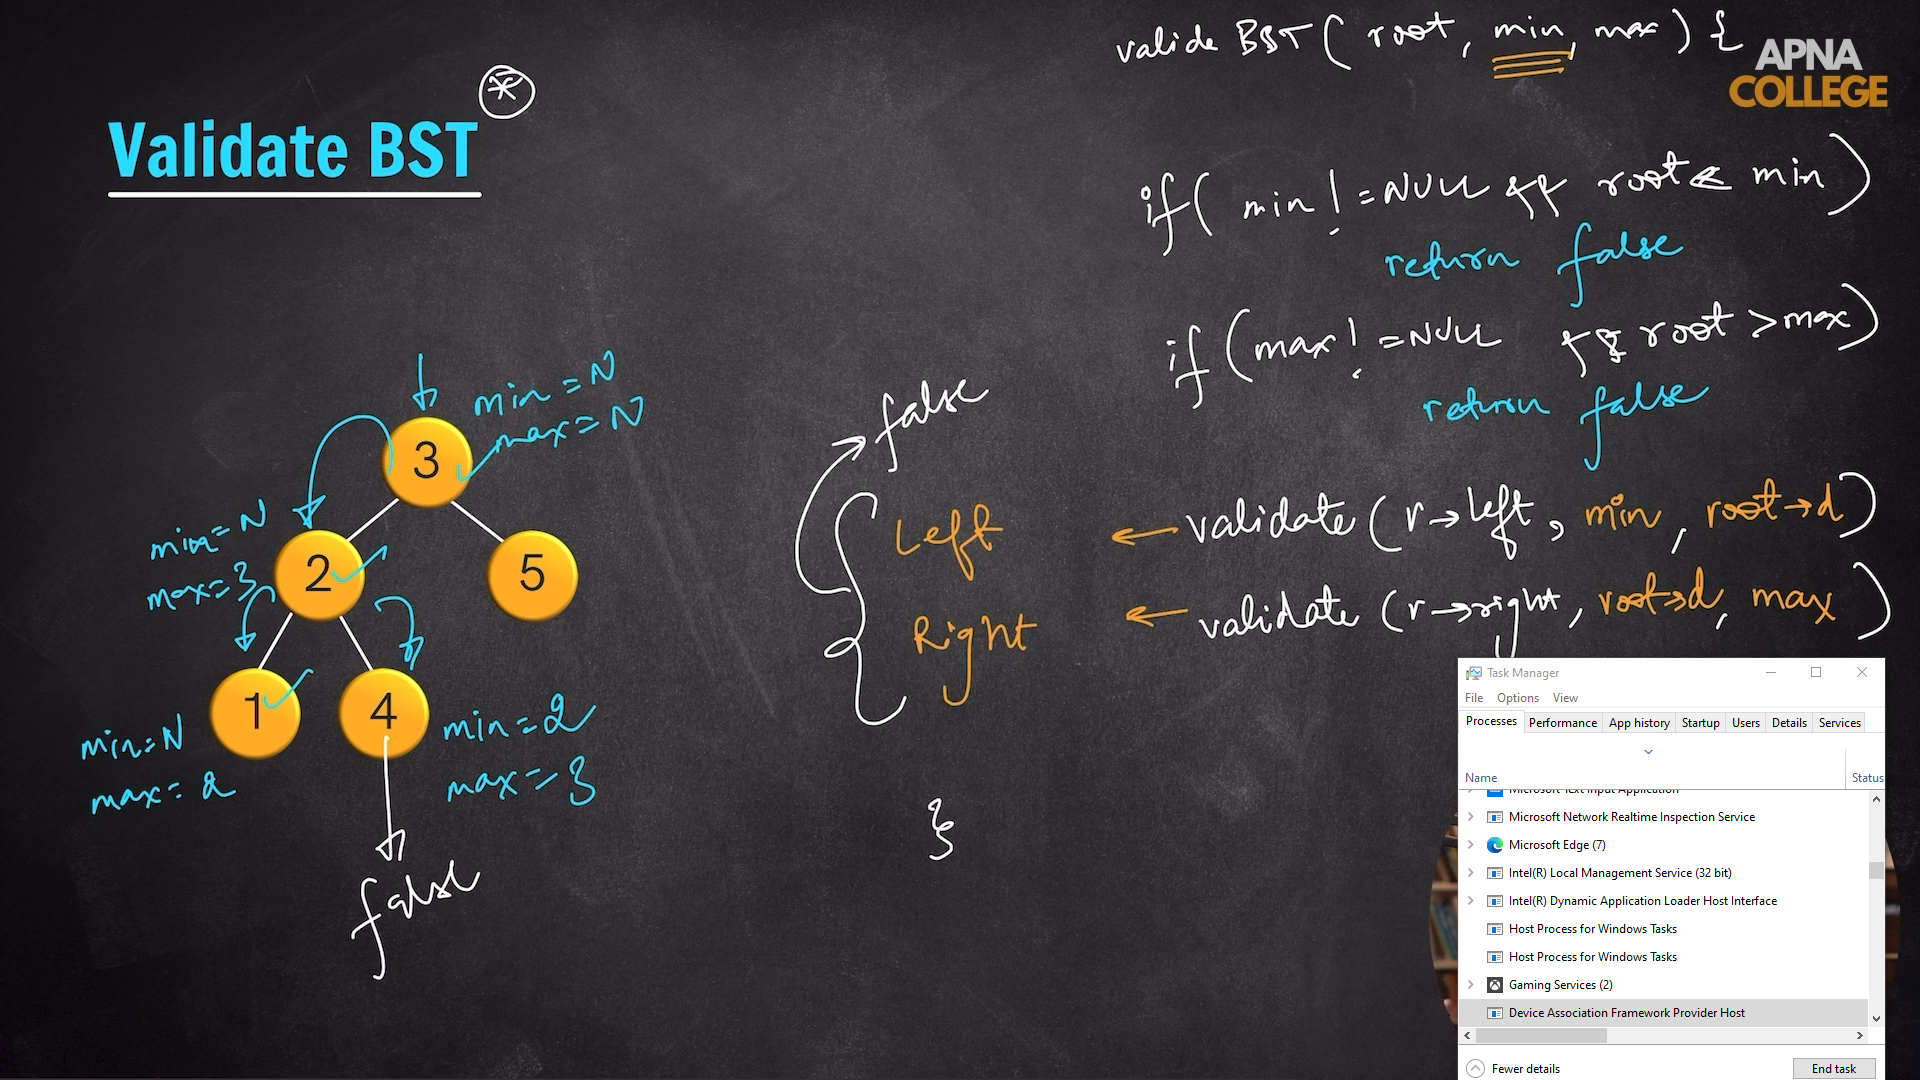 valide BST( root, min, max) {
APNA
COLLEGE
*
Validate BST
if( min != NULL && root < min)
return false
if (max != NULL && root > max)
return false
min = N
max = N
false
3
min = N
max = 3
2
5
Left ← validate (r→left, min, root→d)
Right ← validate (r→right, root→d, max)
min = N
max = 2
1
4
min = 2
max = 3
false
}
Task Manager
File Options View
Processes Performance App history Startup Users Details Services
Name Status
Microsoft Text Input Application
Microsoft Network Realtime Inspection Service
Microsoft Edge (7)
Intel(R) Local Management Service (32 bit)
Intel(R) Dynamic Application Loader Host Interface
Host Process for Windows Tasks
Host Process for Windows Tasks
Gaming Services (2)
Device Association Framework Provider Host
Fewer details End task